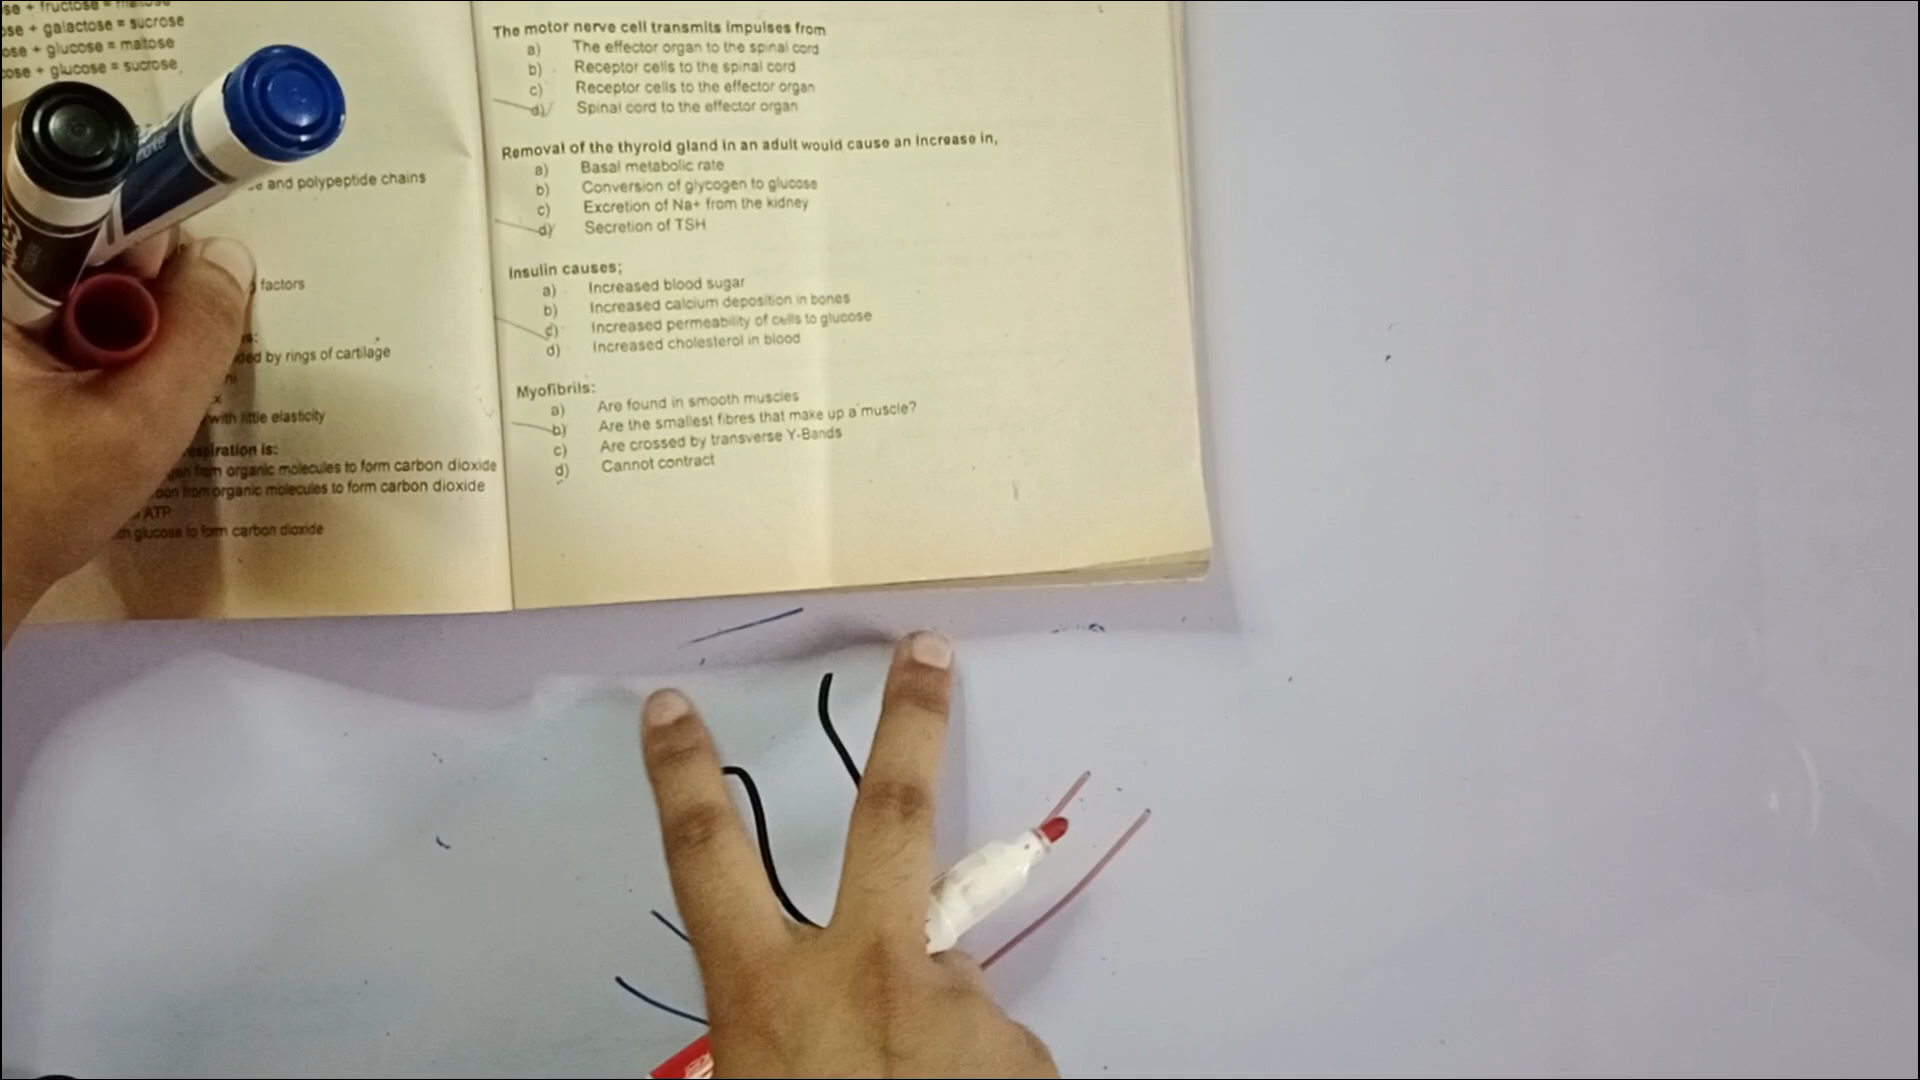 se + fructose =
ose + galactose = sucrose
ose + glucose = maltose
cose + glucose = sucrose
and polypeptide chains
factors
ded by rings of cartilage
with little elasticity
espiration is:
from organic molecules to form carbon dioxide
from organic molecules to form carbon dioxide
ATP
glucose to form carbon dioxide
The motor nerve cell transmits impulses from
a) The effector organ to the spinal cord
b) Receptor cells to the spinal cord
c) Receptor cells to the effector organ
d) Spinal cord to the effector organ
Removal of the thyroid gland in an adult would cause an increase in,
a) Basal metabolic rate
b) Conversion of glycogen to glucose
c) Excretion of Na+ from the kidney
d) Secretion of TSH
Insulin causes;
a) Increased blood sugar
b) Increased calcium deposition in bones
c) Increased permeability of cells to glucose
d) Increased cholesterol in blood
Myofibrils:
a) Are found in smooth muscles
b) Are the smallest fibres that make up a muscle?
c) Are crossed by transverse Y-Bands
d) Cannot contract